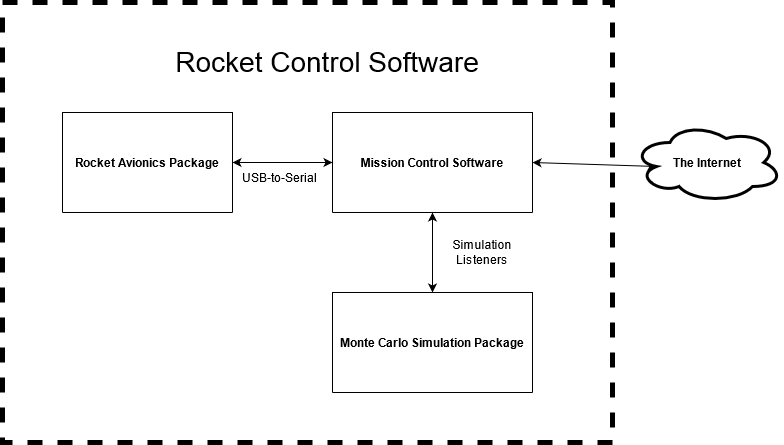 Rocket Control Software
Rocket Avionics Package
USB-to-Serial
Mission Control Software
The Internet
Simulation
Listeners
Monte Carlo Simulation Package